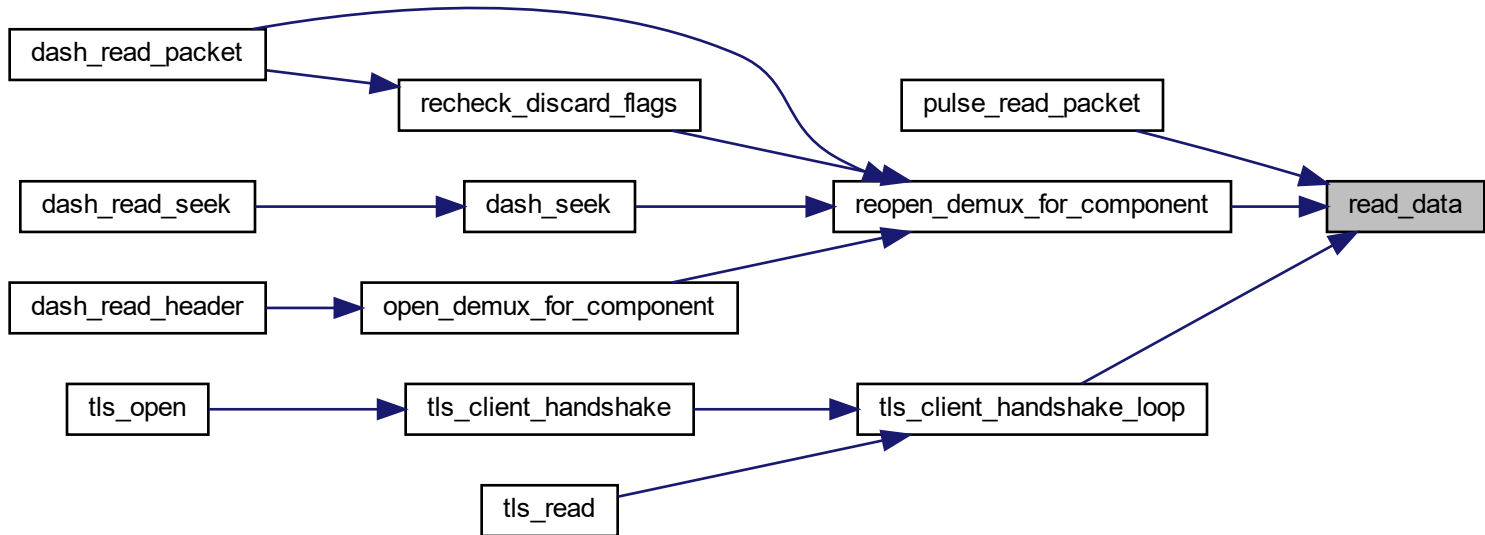 dash_read_packet
recheck_discard_flags
pulse_read_packet
dash_read_seek
dash_seek
reopen_demux_for_component
read_data
dash_read_header
open_demux_for_component
tls_open
tls_client_handshake
tls_client_handshake_loop
tls_read